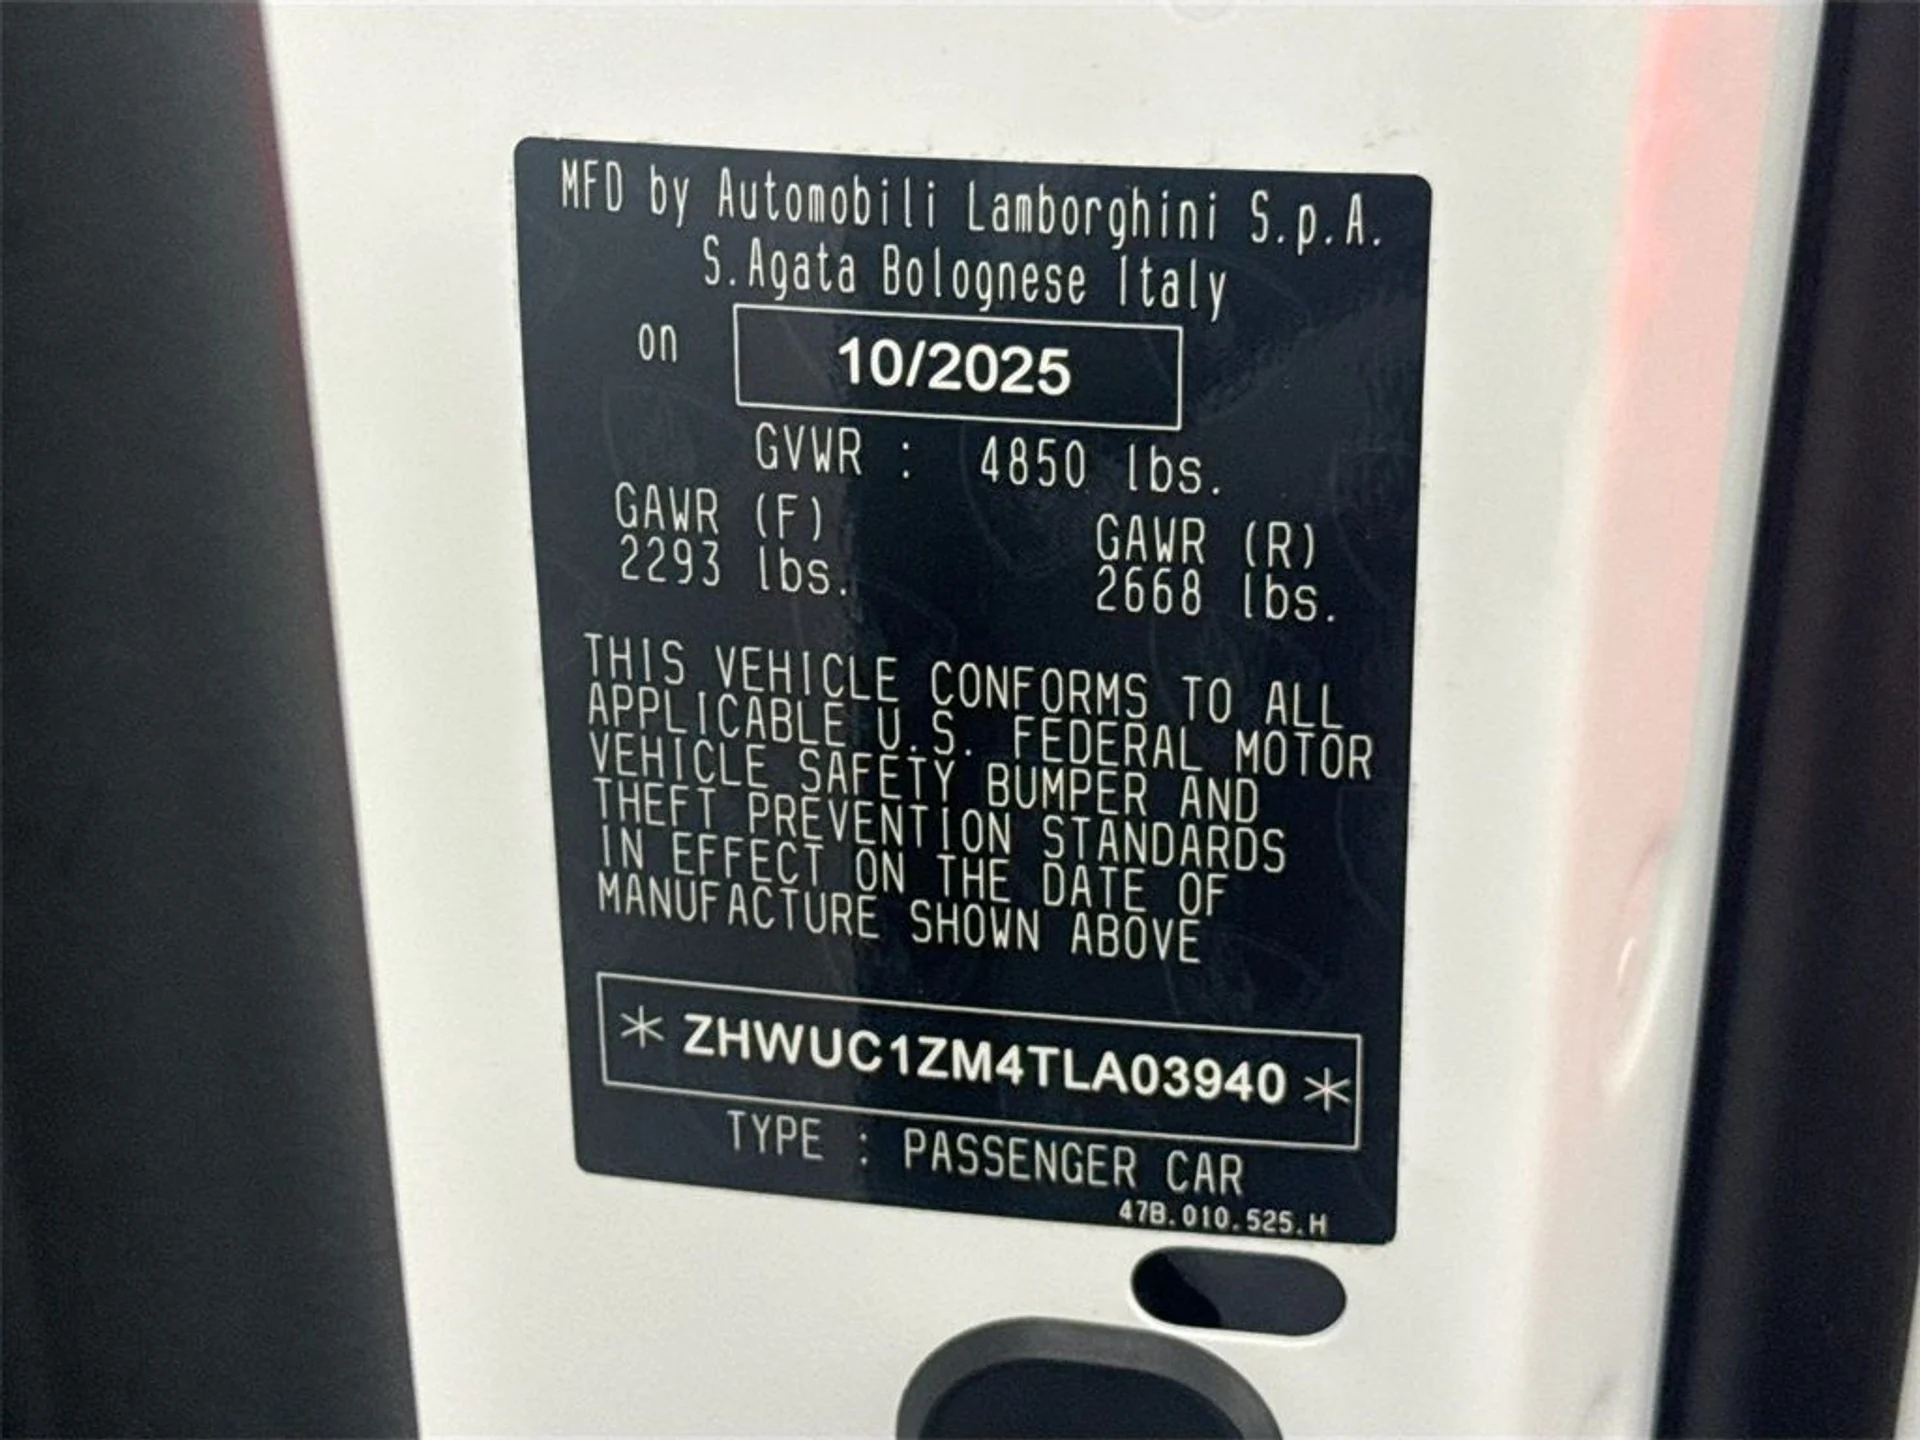 MFD by Automobili Lamborghini S.p.A.
S.Agata Bolognese Italy
on 10/2025
GVWR : 4850 lbs.
GAWR (F) GAWR (R)
2293 lbs. 2668 lbs.
THIS VEHICLE CONFORMS TO ALL
APPLICABLE U.S. FEDERAL MOTOR
VEHICLE SAFETY BUMPER AND
THEFT PREVENTION STANDARDS
IN EFFECT ON THE DATE OF
MANUFACTURE SHOWN ABOVE
* ZHWUC1ZM4TLA03940 *
TYPE : PASSENGER CAR
47B.010.525.H